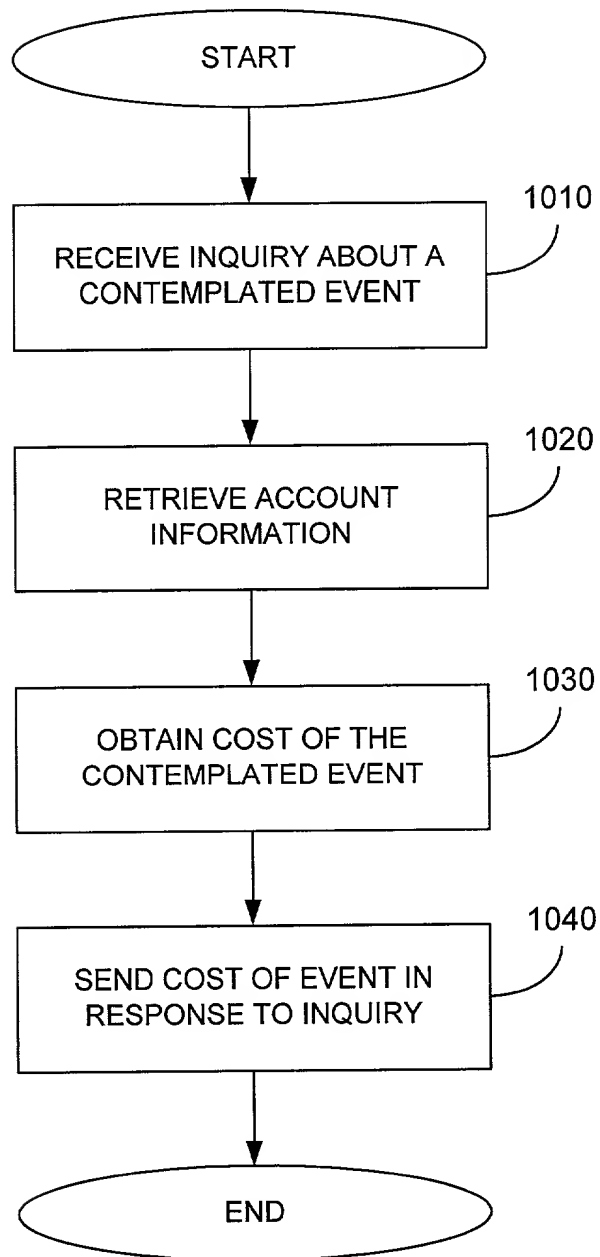 START
1010
RECEIVE INQUIRY ABOUT A
CONTEMPLATED EVENT
1020
RETRIEVE ACCOUNT
INFORMATION
1030
OBTAIN COST OF THE
CONTEMPLATED EVENT
1040
SEND COST OF EVENT IN
RESPONSE TO INQUIRY
END